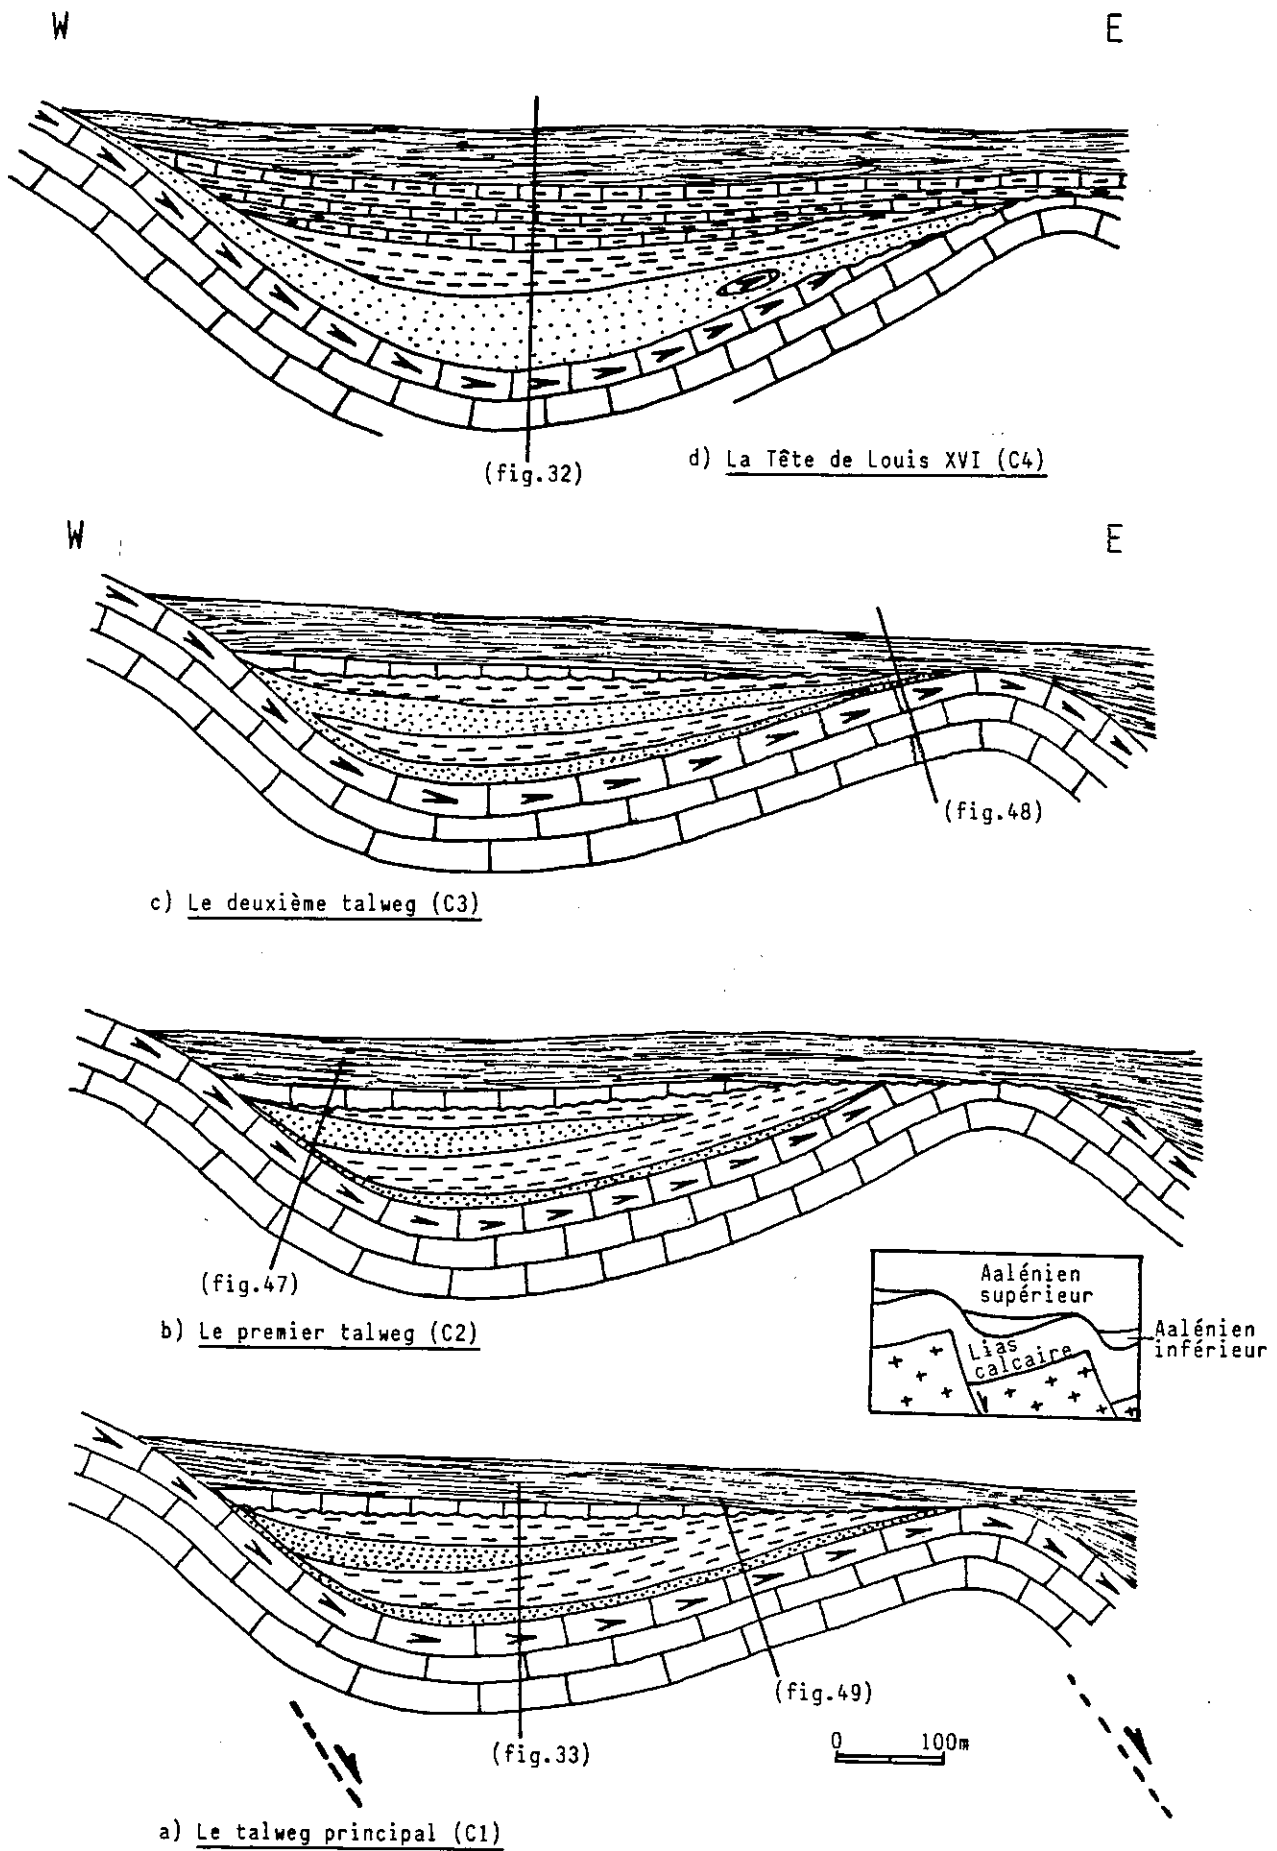 W E
(fig.32)
d) La Tête de Louis XVI (C4)
W E
(fig.48)
c) Le deuxième talweg (C3)
(fig.47)
b) Le premier talweg (C2)
Aalénien
supérieur
Aalénien
inférieur
Lias
calcaire
(fig.49)
(fig.33)
0 100m
a) Le talweg principal (C1)